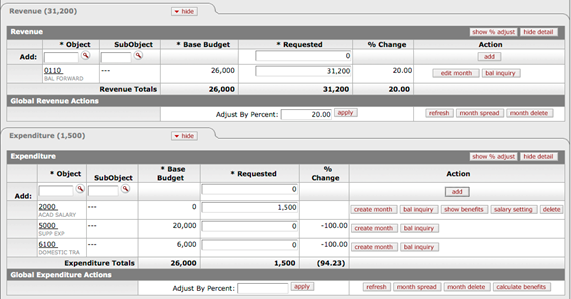 Revenue (31,200) hide
Revenue show % adjust hide detail
* Object SubObject * Base Budget * Requested % Change Action
Add: 0 add
0110 --- 26,000 31,200 20.00 edit month bal inquiry
BAL FORWARD
Revenue Totals 26,000 31,200 20.00
Global Revenue Actions
Adjust By Percent: 20.00 apply refresh month spread month delete
Expenditure (1,500) hide
Expenditure show % adjust hide detail
* Object SubObject * Base Budget * Requested % Change Action
Add: 0 add
2000 --- 0 1,500 create month bal inquiry show benefits salary setting delete
ACAD SALARY
5000 --- 20,000 0 -100.00 create month bal inquiry
SUPP EXP
6100 --- 6,000 0 -100.00 create month bal inquiry
DOMESTIC TRA
Expenditure Totals 26,000 1,500 (94.23)
Global Expenditure Actions
Adjust By Percent: apply refresh month spread month delete calculate benefits